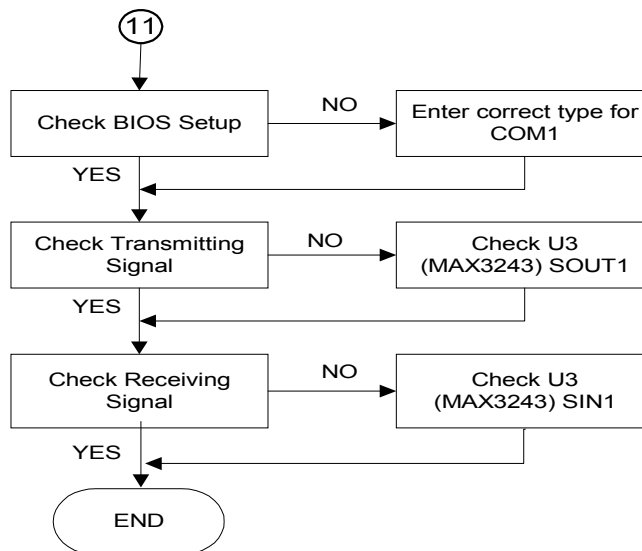 11
Check BIOS Setup
NO
Enter correct type for
COM1
YES
Check Transmitting
Signal
NO
Check U3
(MAX3243) SOUT1
YES
Check Receiving
Signal
NO
Check U3
(MAX3243) SIN1
YES
END